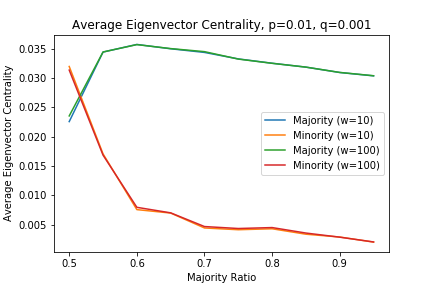 Average Eigenvector Centrality, p=0.01, q=0.001
Average Eigenvector Centrality
0.035
0.030
0.025
0.020
0.015
0.010
0.005
Majority (w=10)
Minority (w=10)
Majority (w=100)
Minority (w=100)
0.5 0.6 0.7 0.8 0.9
Majority Ratio